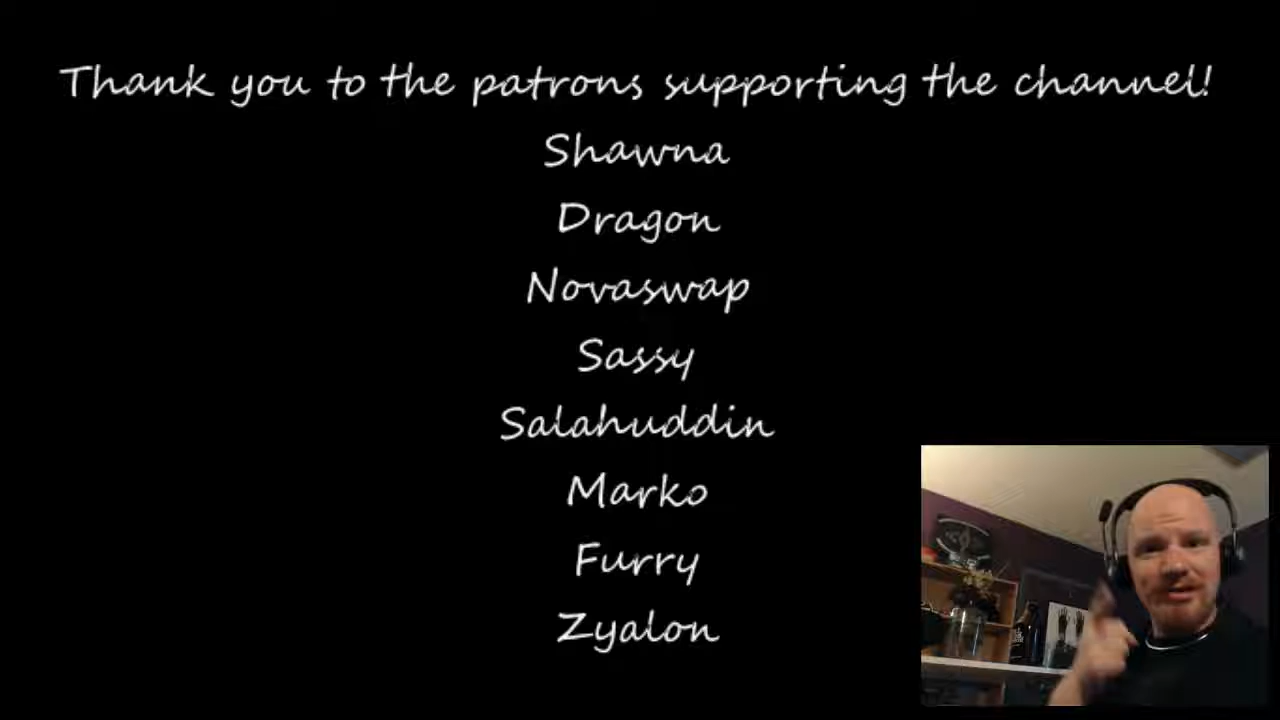 Thank you to the patrons supporting the channel!
Shawna
Dragon
Novaswap
Sassy
Salahuddin
Marko
Furry
Zyalon